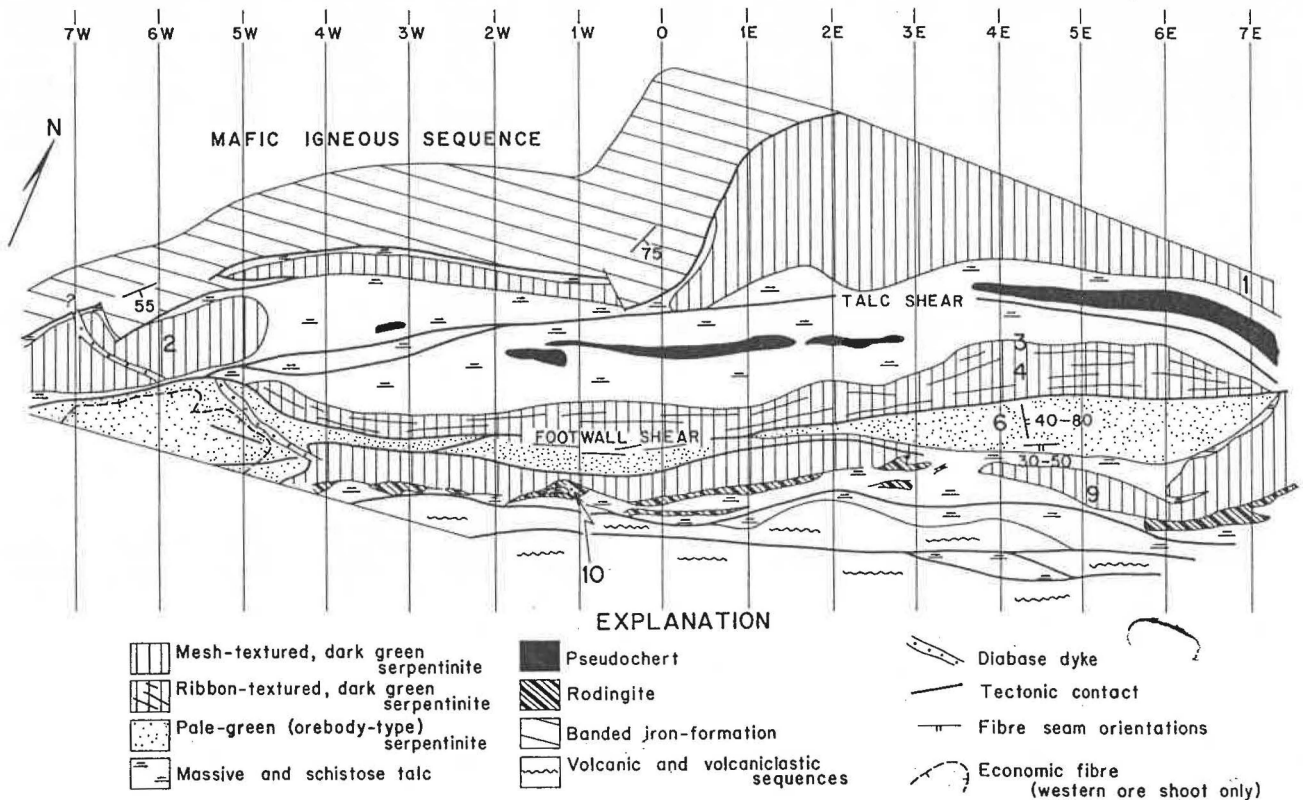 7W 6W 5W 4W 3W 2W 1W 0 1E 2E 3E 4E 5E 6E 7E
N
MAFIC IGNEOUS SEQUENCE
75
55
?
1
TALC SHEAR
2
3
4
6
40-80
FOOTWALL SHEAR
30-50
9
10
EXPLANATION
Mesh-textured, dark green
serpentinite
Ribbon-textured, dark green
serpentinite
Pale-green (orebody-type)
serpentinite
Massive and schistose talc
Pseudochert
Rodingite
Banded iron-formation
Volcanic and volcaniclastic
sequences
Diabase dyke
Tectonic contact
Fibre seam orientations
Economic fibre
(western ore shoot only)